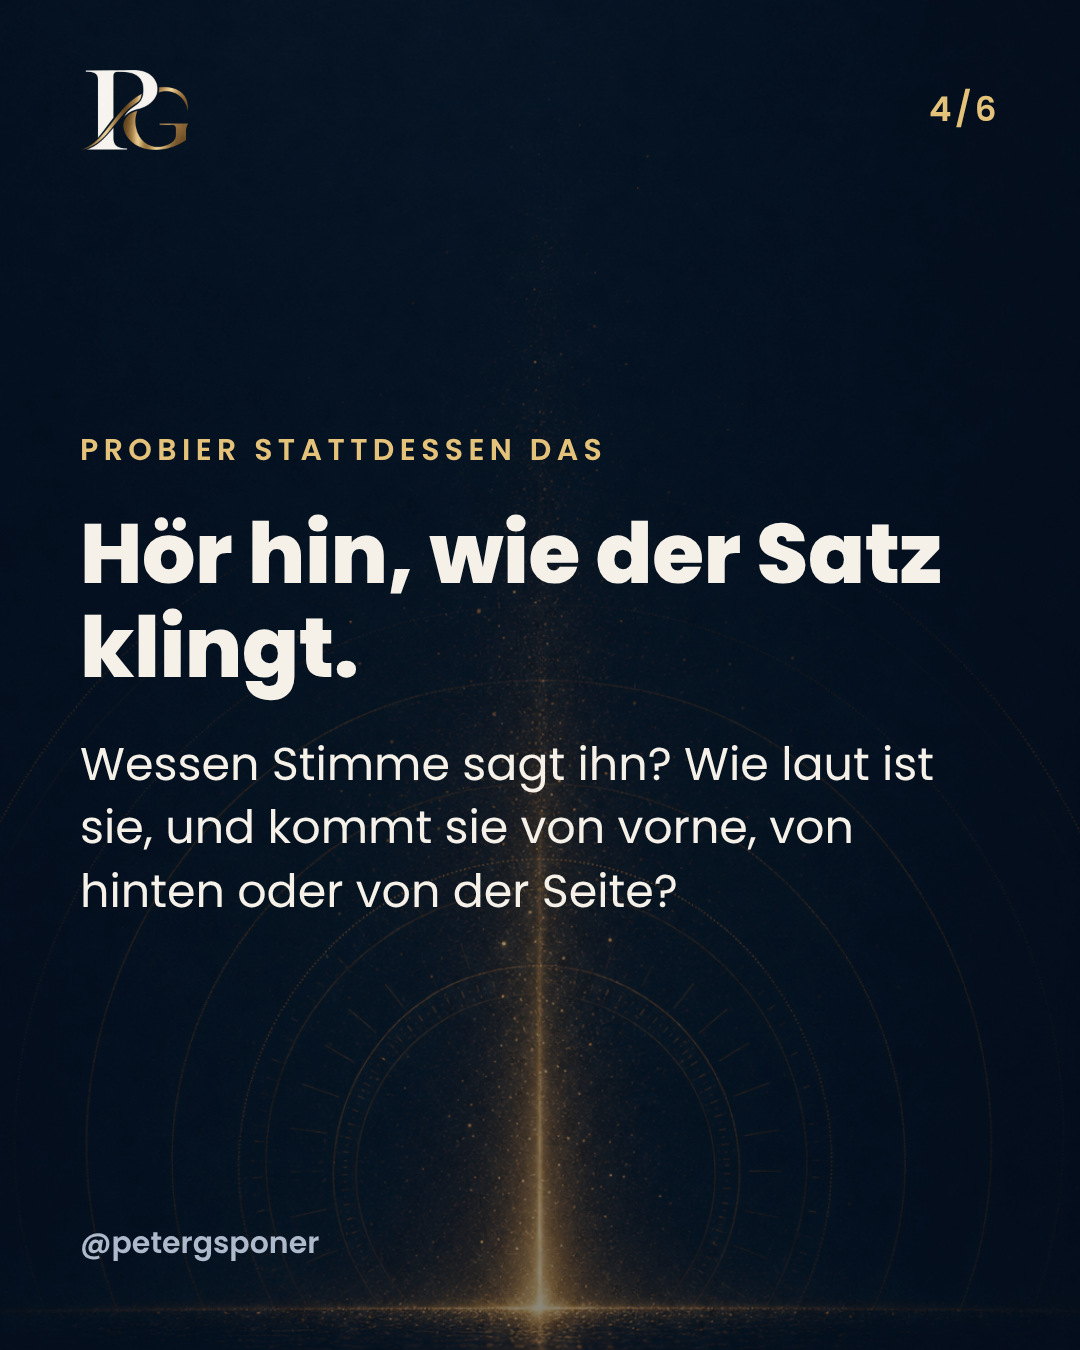 PG
4/6
PROBIER STATTDESSEN DAS
Hör hin, wie der Satz
klingt.
Wessen Stimme sagt ihn? Wie laut ist
sie, und kommt sie von vorne, von
hinten oder von der Seite?
@petergsponer